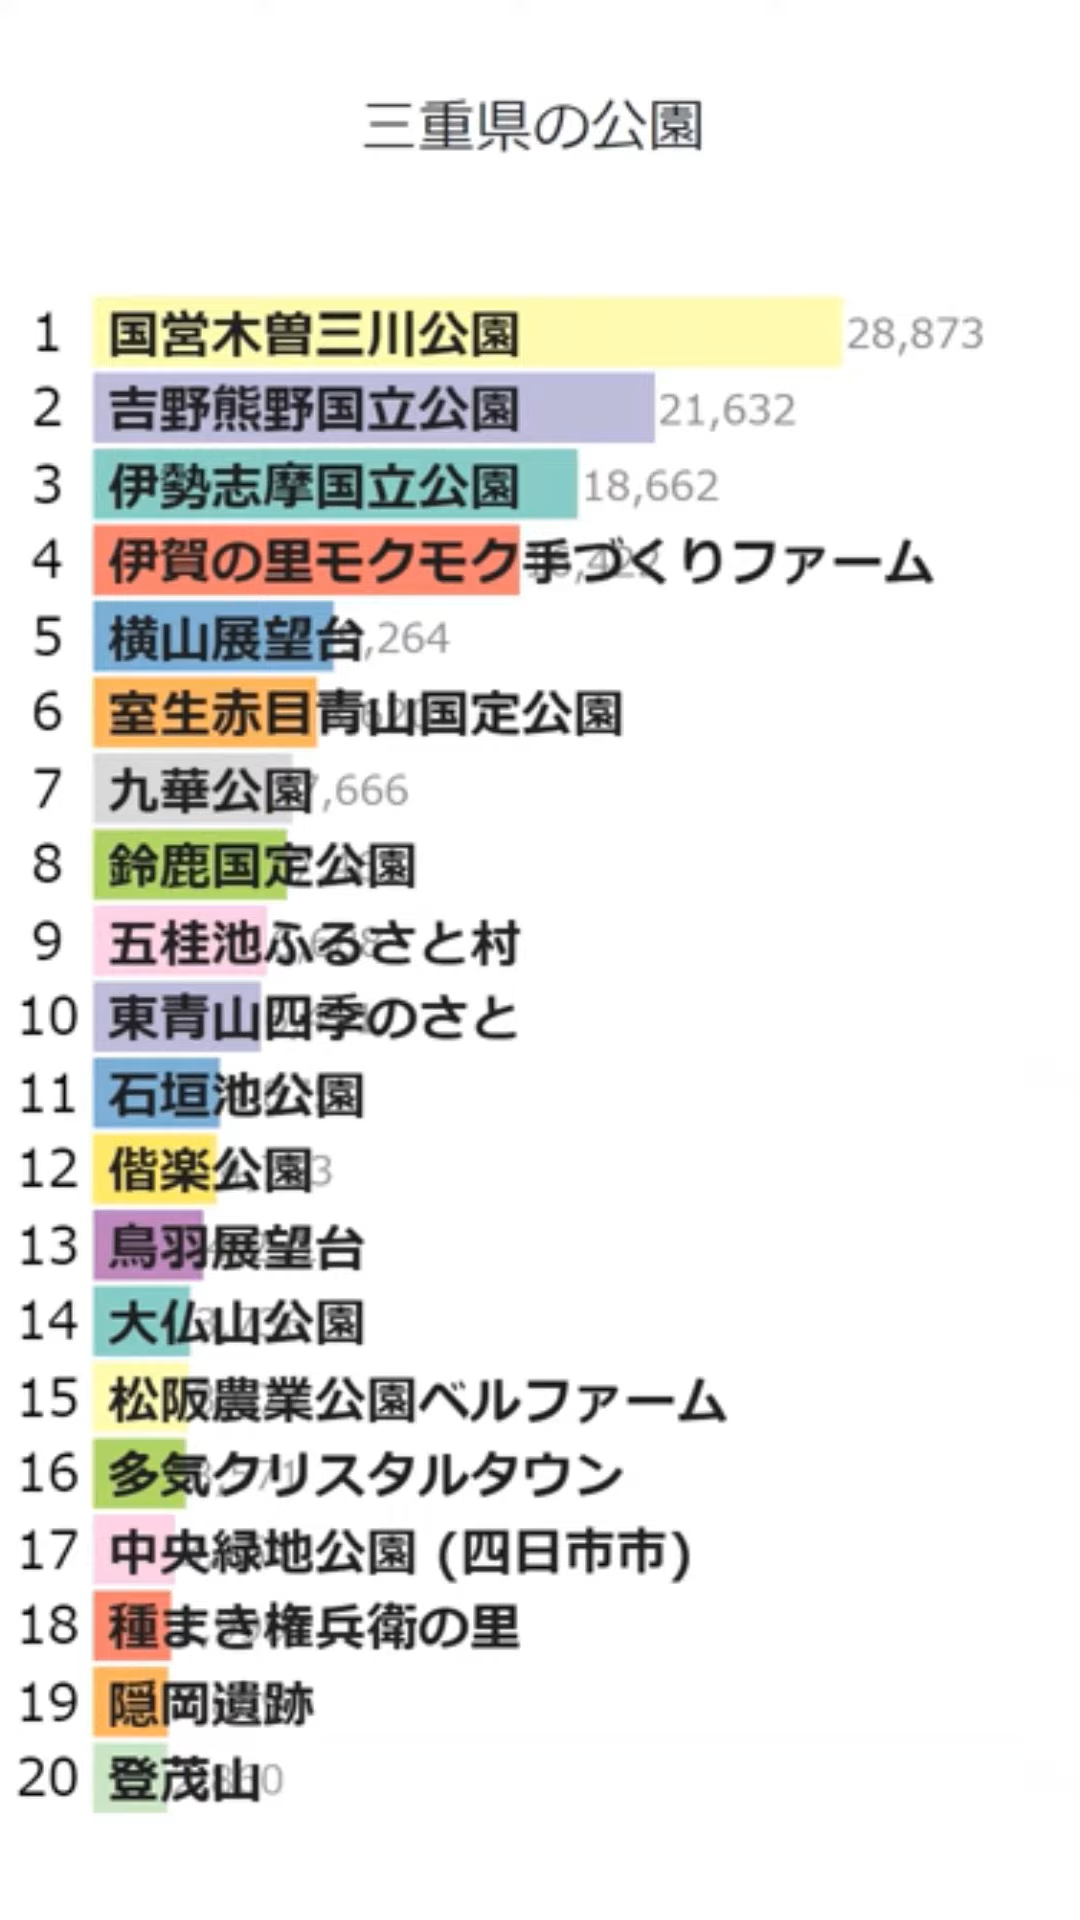 三重県の公園
1 国営木曽三川公園 28,873
2 吉野熊野国立公園 21,632
3 伊勢志摩国立公園 18,662
4 伊賀の里モクモク手づくりファーム
5 横山展望台
6 室生赤目青山国定公園
7 九華公園 7,666
8 鈴鹿国定公園
9 五桂池ふるさと村
10 東青山四季のさと
11 石垣池公園
12 偕楽公園
13 鳥羽展望台
14 大仏山公園
15 松阪農業公園ベルファーム
16 多気クリスタルタウン
17 中央緑地公園 (四日市市)
18 種まき権兵衛の里
19 隠岡遺跡
20 登茂山